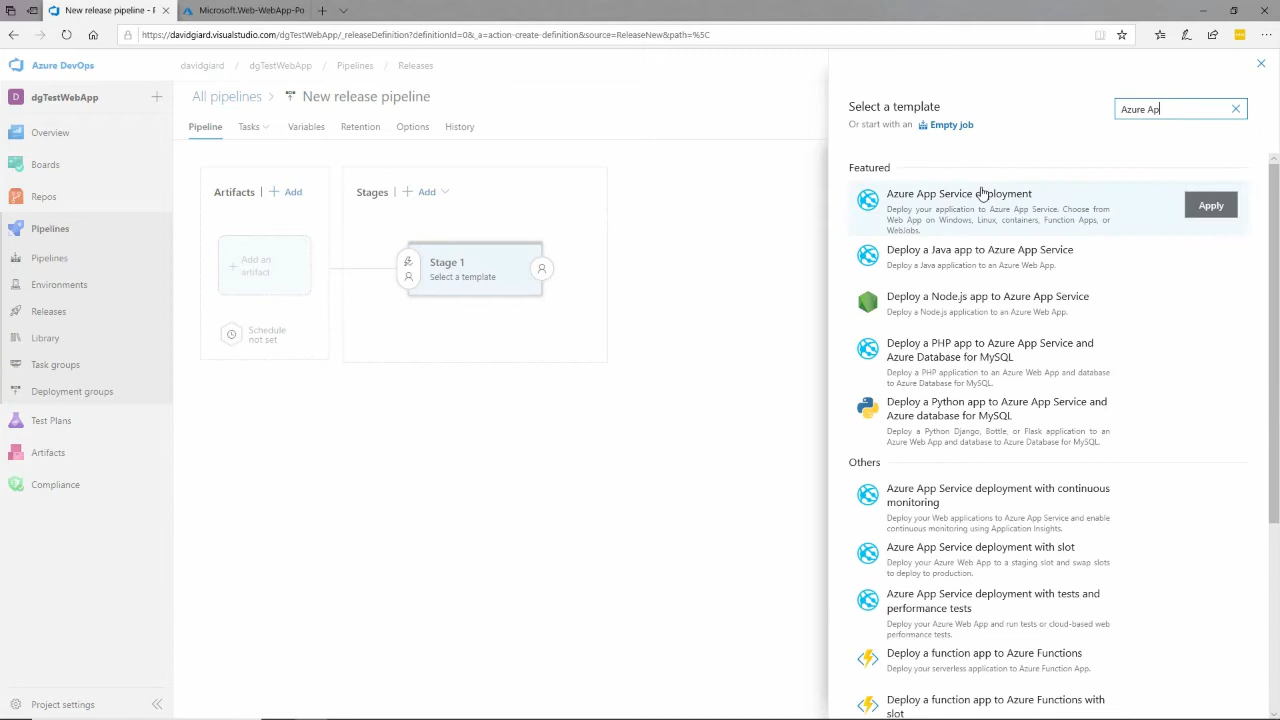 New release pipeline - P
Microsoft.Web-WebApp-Po
https://davidgiard.visualstudio.com/dgTestWebApp/_releaseDefinition?definitionId=0&_a=action-create-definition&source=ReleaseNew&path=%5C
Azure DevOps
davidgiard / dgTestWebApp / Pipelines / Releases
D dgTestWebApp
All pipelines > New release pipeline
Pipeline Tasks Variables Retention Options History
Overview
Boards
Repos
Pipelines
Pipelines
Environments
Releases
Library
Task groups
Deployment groups
Test Plans
Artifacts
Compliance
Project settings
Artifacts | + Add
+ Add an
artifact
Schedule
not set
Stages | + Add
Stage 1
Select a template
Select a template
Azure Ap
Or start with an Empty job
Featured
Azure App Service deployment
Deploy your application to Azure App Service. Choose from
Web App on Windows, Linux, containers, Function Apps, or
WebJobs.
Apply
Deploy a Java app to Azure App Service
Deploy a Java application to an Azure Web App.
Deploy a Node.js app to Azure App Service
Deploy a Node.js application to an Azure Web App.
Deploy a PHP app to Azure App Service and
Azure Database for MySQL
Deploy a PHP application to an Azure Web App and database
to Azure Database for MySQL.
Deploy a Python app to Azure App Service and
Azure database for MySQL
Deploy a Python Django, Bottle, or Flask application to an
Azure Web App and database to Azure Database for MySQL.
Others
Azure App Service deployment with continuous
monitoring
Deploy your Web applications to Azure App Service and enable
continuous monitoring using Application Insights.
Azure App Service deployment with slot
Deploy your Azure Web App to a staging slot and swap slots
to deploy to production.
Azure App Service deployment with tests and
performance tests
Deploy your Azure Web App and run tests or cloud-based web
performance tests.
Deploy a function app to Azure Functions
Deploy your serverless application to Azure Function App.
Deploy a function app to Azure Functions with
slot